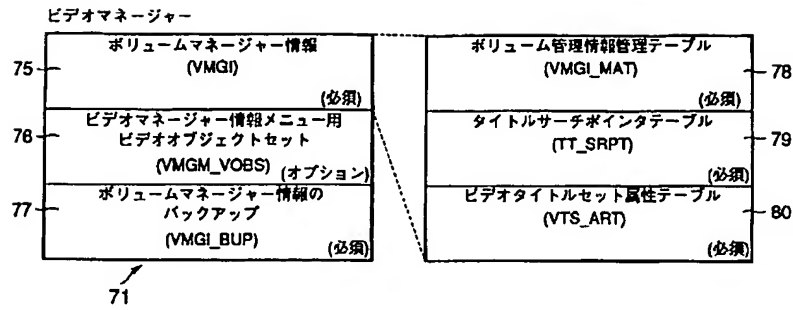 ビデオマネージャー
75
ボリュームマネージャー情報
(VMGI)
(必須)
76
ビデオマネージャー情報メニュー用
ビデオオブジェクトセット
(VMGM_VOBS)
(オプション)
77
ボリュームマネージャー情報の
バックアップ
(VMGI_BUP)
(必須)
71
ボリューム管理情報管理テーブル
(VMGI_MAT)
(必須)
78
タイトルサーチポインタテーブル
(TT_SRPT)
(必須)
79
ビデオタイトルセット属性テーブル
(VTS_ART)
(必須)
80